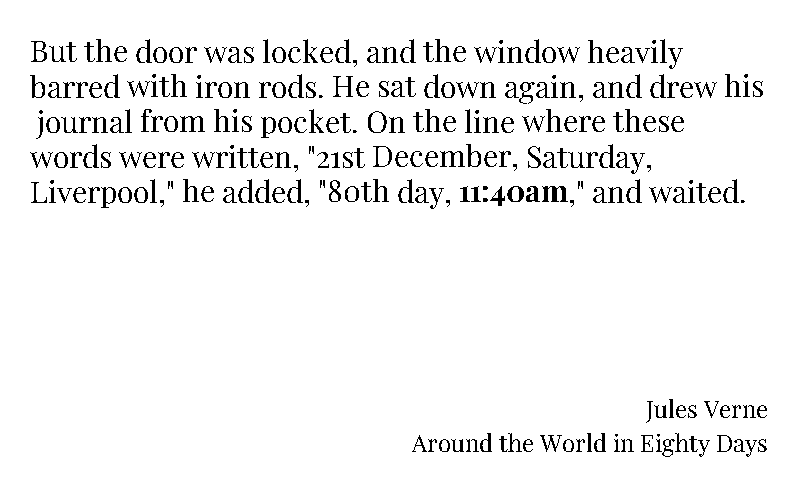 But the door was locked, and the window heavily
barred with iron rods. He sat down again, and drew his
journal from his pocket. On the line where these
words were written, "21st December, Saturday,
Liverpool," he added, "80th day, 11:40am," and waited.
Jules Verne
Around the World in Eighty Days